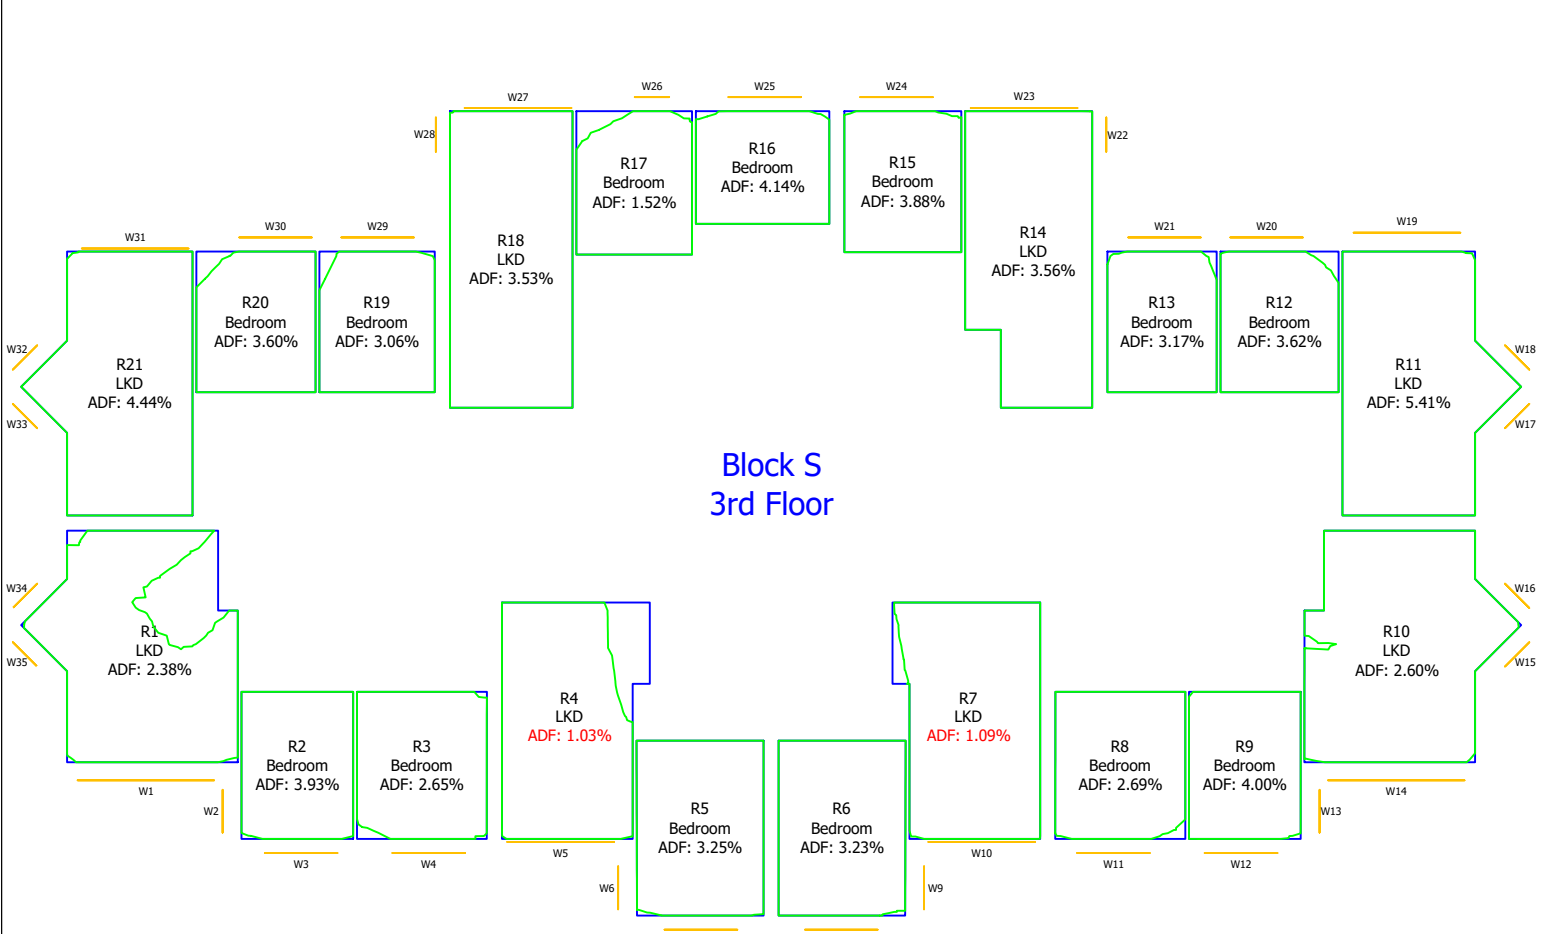 W26
W25
W24
W27
W23
W28
W22
R17
Bedroom
ADF: 1.52%
R16
Bedroom
ADF: 4.14%
R15
Bedroom
ADF: 3.88%
R18
LKD
ADF: 3.53%
R14
LKD
ADF: 3.56%
W31
W30
W29
W21
W20
W19
R20
Bedroom
ADF: 3.60%
R19
Bedroom
ADF: 3.06%
R13
Bedroom
ADF: 3.17%
R12
Bedroom
ADF: 3.62%
W32
W33
R21
LKD
ADF: 4.44%
R11
LKD
ADF: 5.41%
W18
W17
Block S
3rd Floor
W34
W35
R1
LKD
ADF: 2.38%
R10
LKD
ADF: 2.60%
W16
W15
R4
LKD
ADF: 1.03%
R7
LKD
ADF: 1.09%
R2
Bedroom
ADF: 3.93%
R3
Bedroom
ADF: 2.65%
R8
Bedroom
ADF: 2.69%
R9
Bedroom
ADF: 4.00%
R5
Bedroom
ADF: 3.25%
R6
Bedroom
ADF: 3.23%
W1
W2
W14
W13
W3
W4
W5
W10
W11
W12
W6
W9